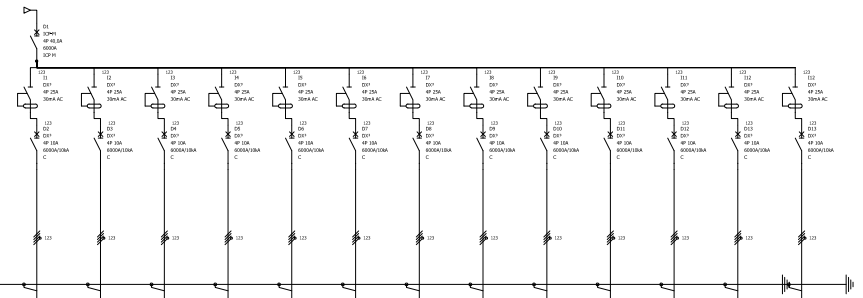 D1
ICP-M
4P 40,0A
6000A
ICP M
123
I1
DX³
4P 25A
30mA AC
123
I2
DX³
4P 25A
30mA AC
123
I3
DX³
4P 25A
30mA AC
123
I4
DX³
4P 25A
30mA AC
123
I5
DX³
4P 25A
30mA AC
123
I6
DX³
4P 25A
30mA AC
123
I7
DX³
4P 25A
30mA AC
123
I8
DX³
4P 25A
30mA AC
123
I9
DX³
4P 25A
30mA AC
123
I10
DX³
4P 25A
30mA AC
123
I11
DX³
4P 25A
30mA AC
123
I12
DX³
4P 25A
30mA AC
123
I12
DX³
4P 25A
30mA AC
123
D2
DX³
4P 10A
6000A/10kA
C
123
D3
DX³
4P 10A
6000A/10kA
C
123
D4
DX³
4P 10A
6000A/10kA
C
123
D5
DX³
4P 10A
6000A/10kA
C
123
D6
DX³
4P 10A
6000A/10kA
C
123
D7
DX³
4P 10A
6000A/10kA
C
123
D8
DX³
4P 10A
6000A/10kA
C
123
D9
DX³
4P 10A
6000A/10kA
C
123
D10
DX³
4P 10A
6000A/10kA
C
123
D11
DX³
4P 10A
6000A/10kA
C
123
D12
DX³
4P 10A
6000A/10kA
C
123
D13
DX³
4P 10A
6000A/10kA
C
123
D13
DX³
4P 10A
6000A/10kA
C
123
123
123
123
123
123
123
123
123
123
123
123
123